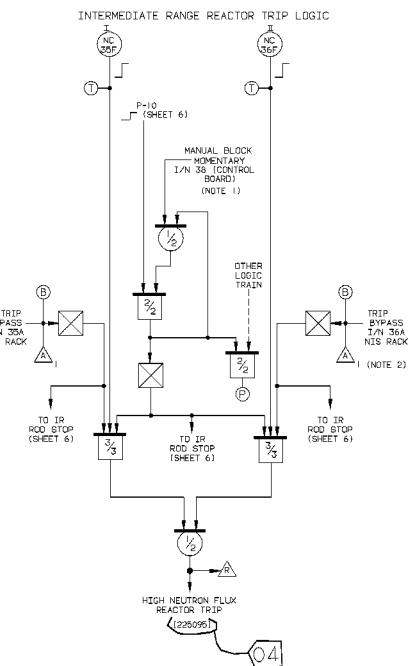 INTERMEDIATE RANGE REACTOR TRIP LOGIC
I
II
NC
35F
NC
36F
T
T
P-10
(SHEET 6)
MANUAL BLOCK
MOMENTARY
I/N 38 (CONTROL
BOARD)
(NOTE 1)
1/2
OTHER
LOGIC
TRAIN
B
B
2/2
TRIP
PASS
N 35A
RACK
TRIP
BYPASS
I/N 36A
NIS RACK
A
1
A
1
(NOTE 2)
2/2
P
TO IR
ROD STOP
(SHEET 6)
TO IR
ROD STOP
(SHEET 6)
TO IR
ROD STOP
(SHEET 6)
3/3
3/3
1/2
R
HIGH NEUTRON FLUX
REACTOR TRIP
[225095]
04